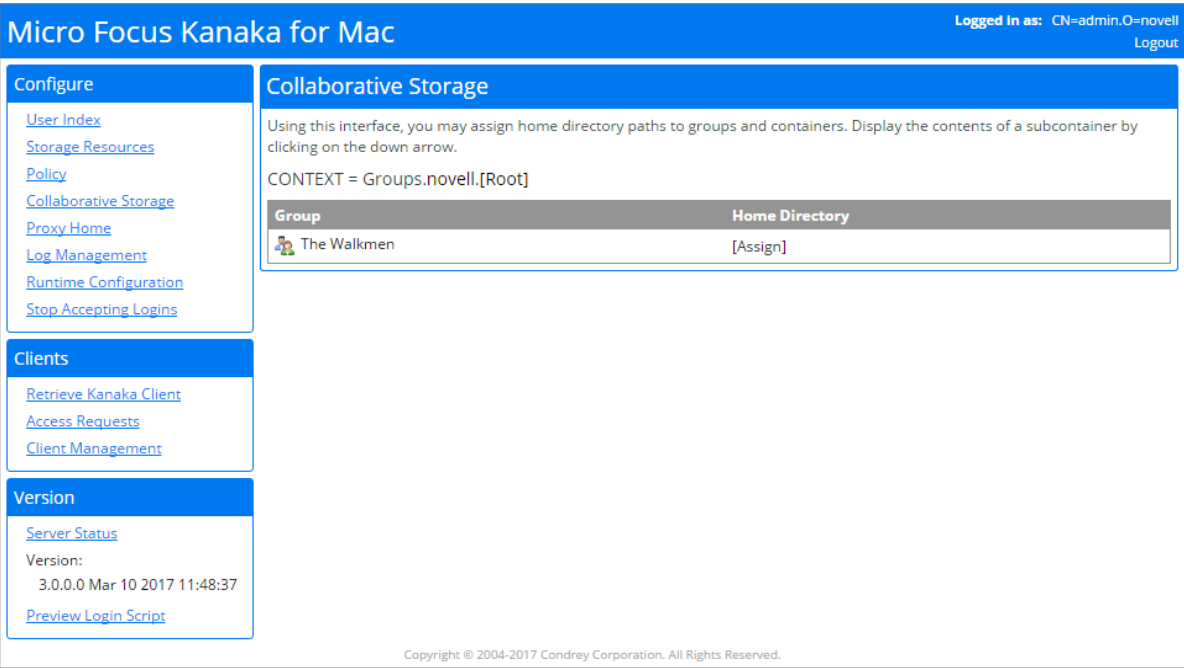 Micro Focus Kanaka for Mac
Logged in as: CN=admin.O=novell
Logout
Configure
User Index
Storage Resources
Policy
Collaborative Storage
Proxy Home
Log Management
Runtime Configuration
Stop Accepting Logins
Clients
Retrieve Kanaka Client
Access Requests
Client Management
Version
Server Status
Version:
3.0.0.0 Mar 10 2017 11:48:37
Preview Login Script
Collaborative Storage
Using this interface, you may assign home directory paths to groups and containers. Display the contents of a subcontainer by
clicking on the down arrow.
CONTEXT = Groups.novell.[Root]
Group Home Directory
The Walkmen [Assign]
Copyright © 2004-2017 Condrey Corporation. All Rights Reserved.